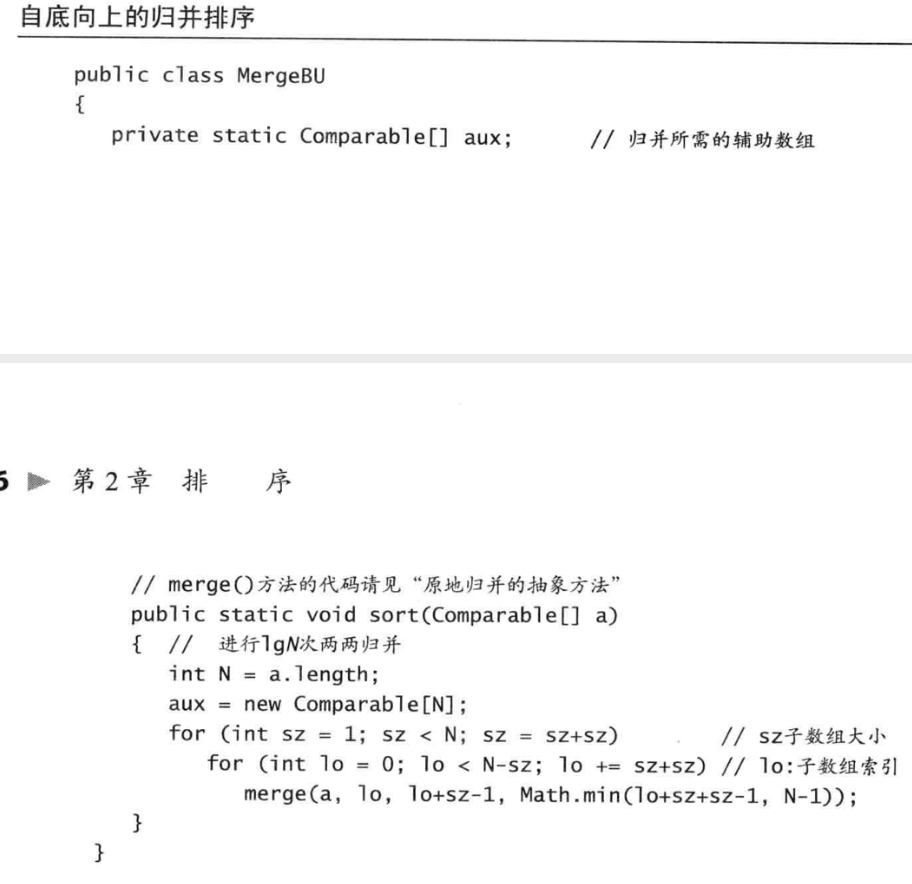 自底向上的归并排序
public class MergeBU
{
private static Comparable[] aux; // 归并所需的辅助数组
▶ 第 2 章 排 序
// merge()方法的代码请见“原地归并的抽象方法”
public static void sort(Comparable[] a)
{ // 进行lgN次两两归并
int N = a.length;
aux = new Comparable[N];
for (int sz = 1; sz < N; sz = sz+sz) // sz子数组大小
for (int lo = 0; lo < N-sz; lo += sz+sz) // lo:子数组索引
merge(a, lo, lo+sz-1, Math.min(lo+sz+sz-1, N-1));
}
}